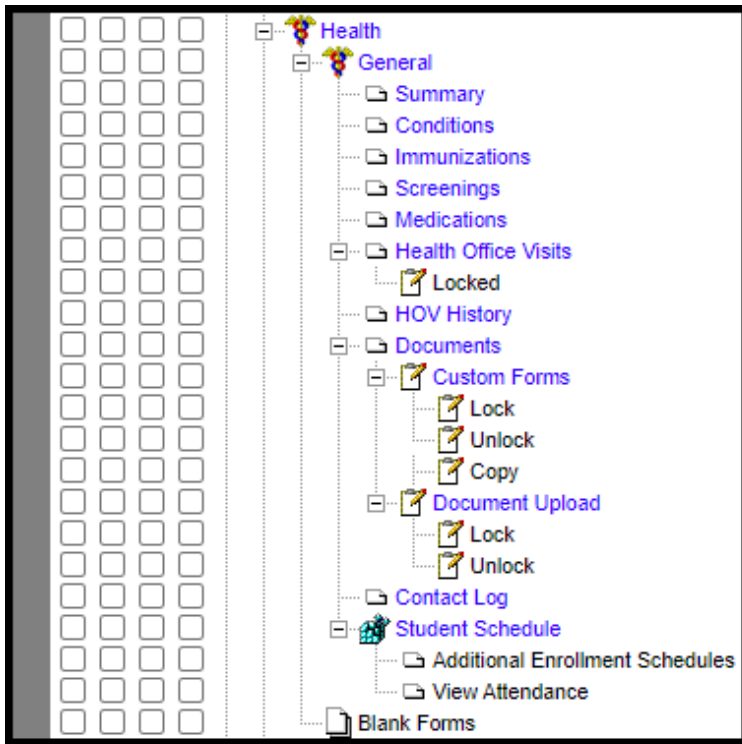 Health
General
Summary
Conditions
Immunizations
Screenings
Medications
Health Office Visits
Locked
HOV History
Documents
Custom Forms
Lock
Unlock
Copy
Document Upload
Lock
Unlock
Contact Log
Student Schedule
Additional Enrollment Schedules
View Attendance
Blank Forms